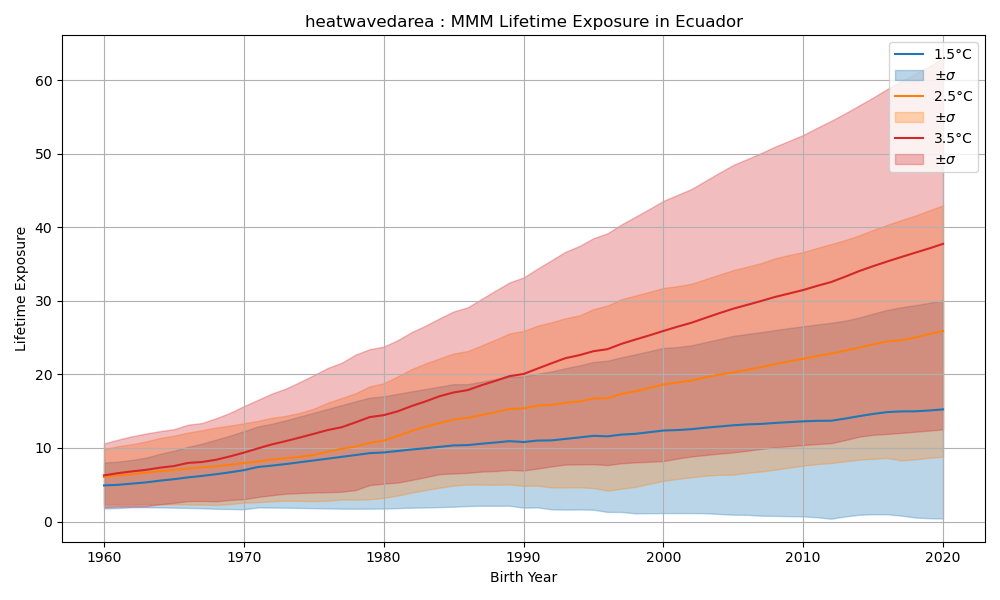 heatwavedarea : MMM Lifetime Exposure in Ecuador
1.5°C
±σ
2.5°C
±σ
3.5°C
±σ
Lifetime Exposure
60
50
40
30
20
10
0
1960 1970 1980 1990 2000 2010 2020
Birth Year